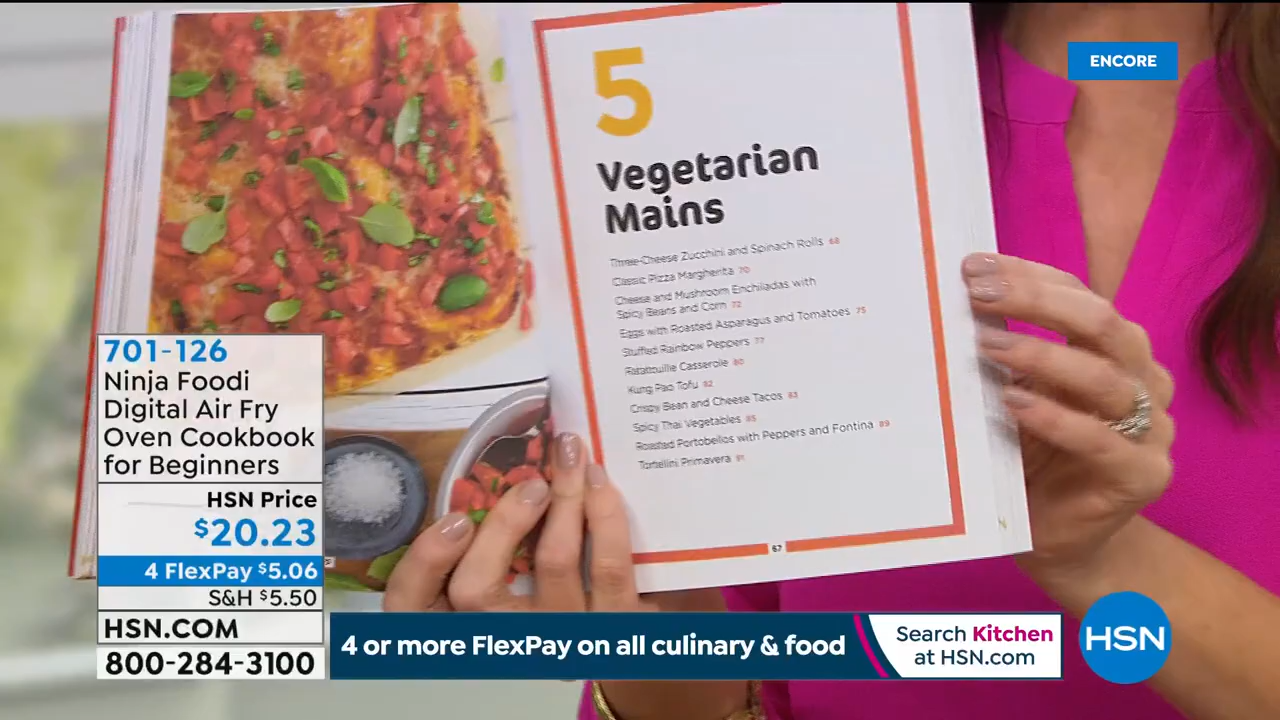 ENCORE
5
Vegetarian
Mains
Three-Cheese Zucchini and Spinach Rolls 68
Classic Pizza Margherita 70
Cheese and Mushroom Enchiladas with
Spicy Beans and Corn 72
Eggs with Roasted Asparagus and Tomatoes 75
Stuffed Rainbow Peppers 77
Ratatouille Casserole 80
Kung Pao Tofu 82
Crispy Bean and Cheese Tacos 83
Spicy Thai Vegetables 85
Roasted Portobellos with Peppers and Fontina 89
Tortellini Primavera 91
67
701-126
Ninja Foodi
Digital Air Fry
Oven Cookbook
for Beginners
HSN Price
$20.23
4 FlexPay $5.06
S&H $5.50
HSN.COM
800-284-3100
4 or more FlexPay on all culinary & food
Search Kitchen
at HSN.com
HSN